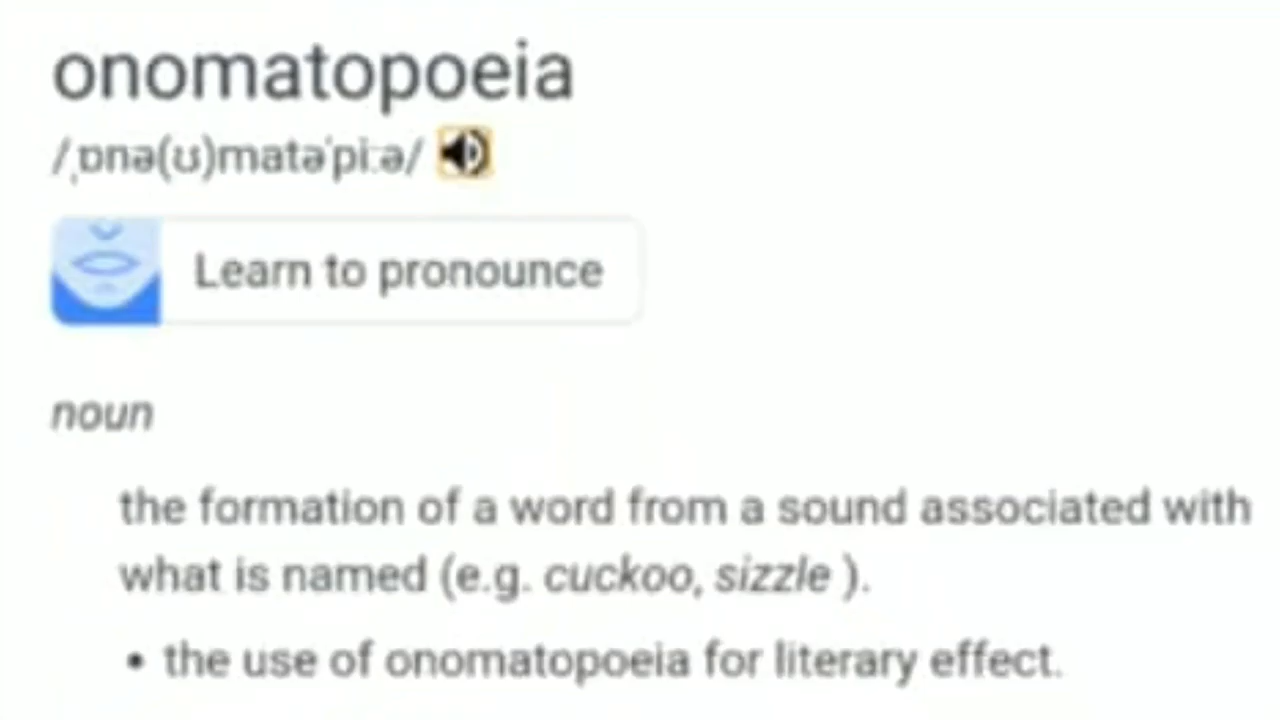 onomatopoeia
/ˌɒnə(ʊ)matəˈpiːə/
Learn to pronounce
noun
the formation of a word from a sound associated with
what is named (e.g. cuckoo, sizzle ).
• the use of onomatopoeia for literary effect.